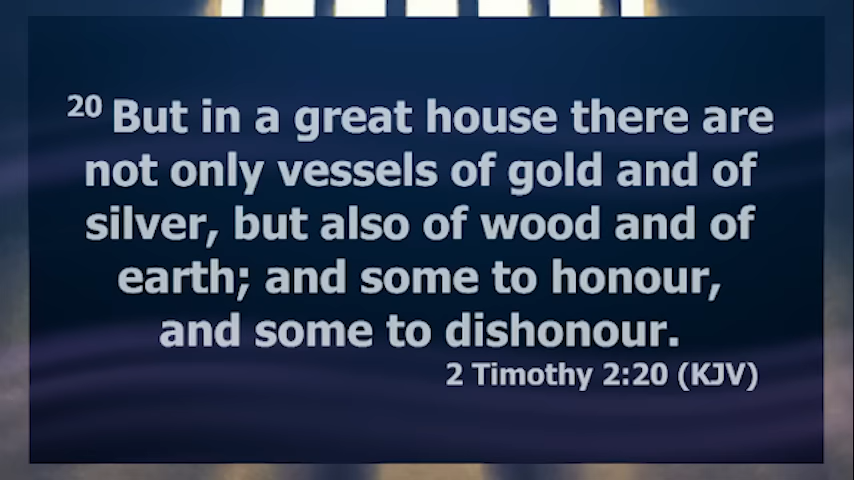 20 But in a great house there are
not only vessels of gold and of
silver, but also of wood and of
earth; and some to honour,
and some to dishonour.
2 Timothy 2:20 (KJV)